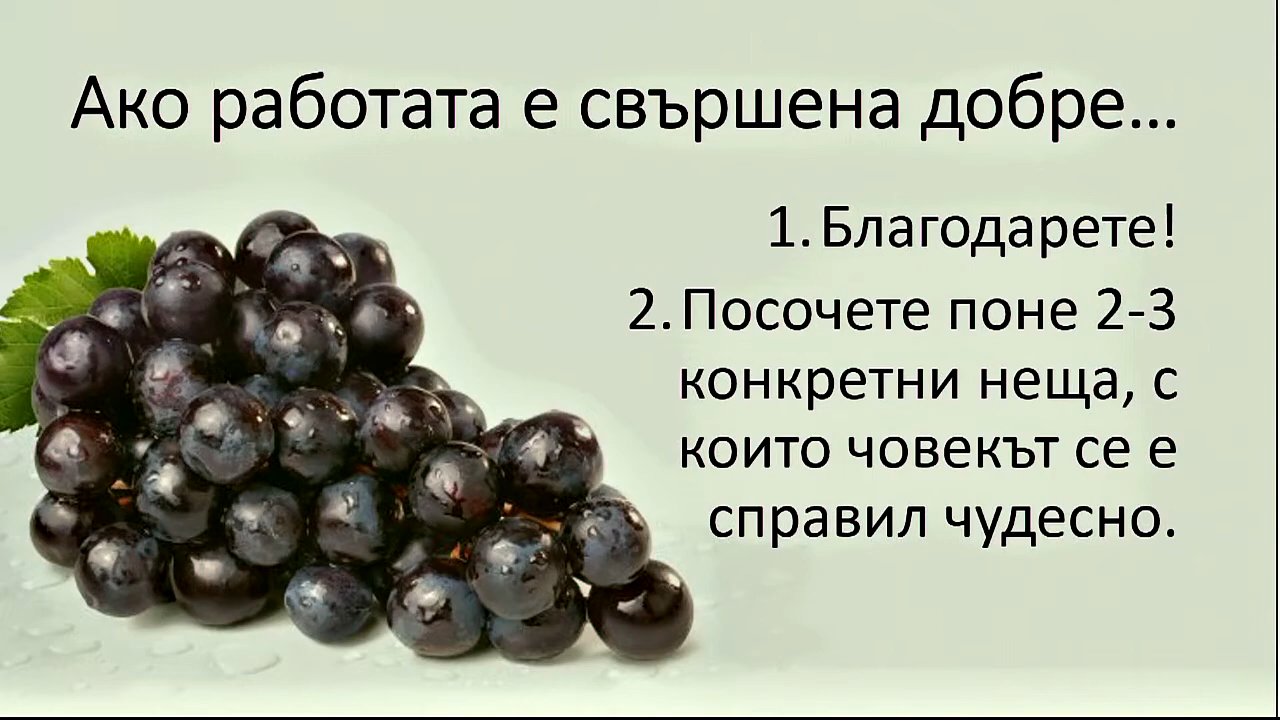 Ако работата е свършена добре...
1. Благодарете!
2. Посочете поне 2-3
конкретни неща, с
които човекът се е
справил чудесно.